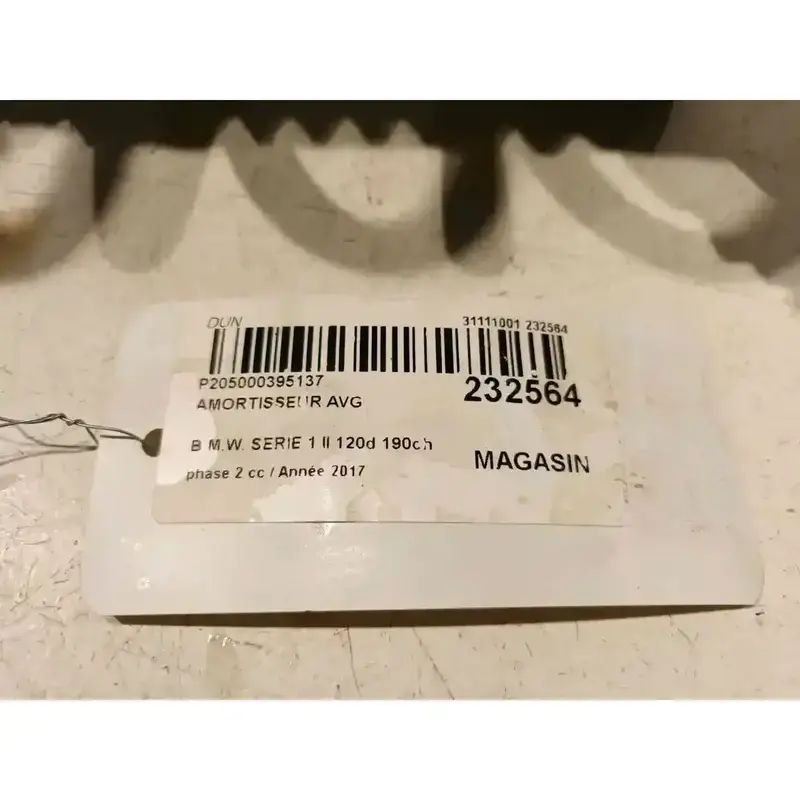 DUN
31111001 232564
P205000395137
232564
AMORTISSEUR AVG
B.M.W. SERIE 1 II 120d 190ch
MAGASIN
phase 2 cc / Année 2017